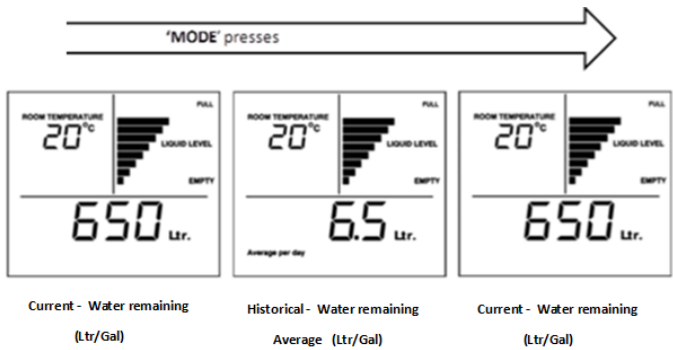 'MODE' presses
FULL
ROOM TEMPERATURE
20°C
LIQUID LEVEL
EMPTY
650 Ltr.
Current - Water remaining
(Ltr/Gal)
FULL
ROOM TEMPERATURE
20°C
LIQUID LEVEL
EMPTY
6.5 Ltr.
Average per day
Historical - Water remaining
Average (Ltr/Gal)
FULL
ROOM TEMPERATURE
20°C
LIQUID LEVEL
EMPTY
650 Ltr.
Current - Water remaining
(Ltr/Gal)